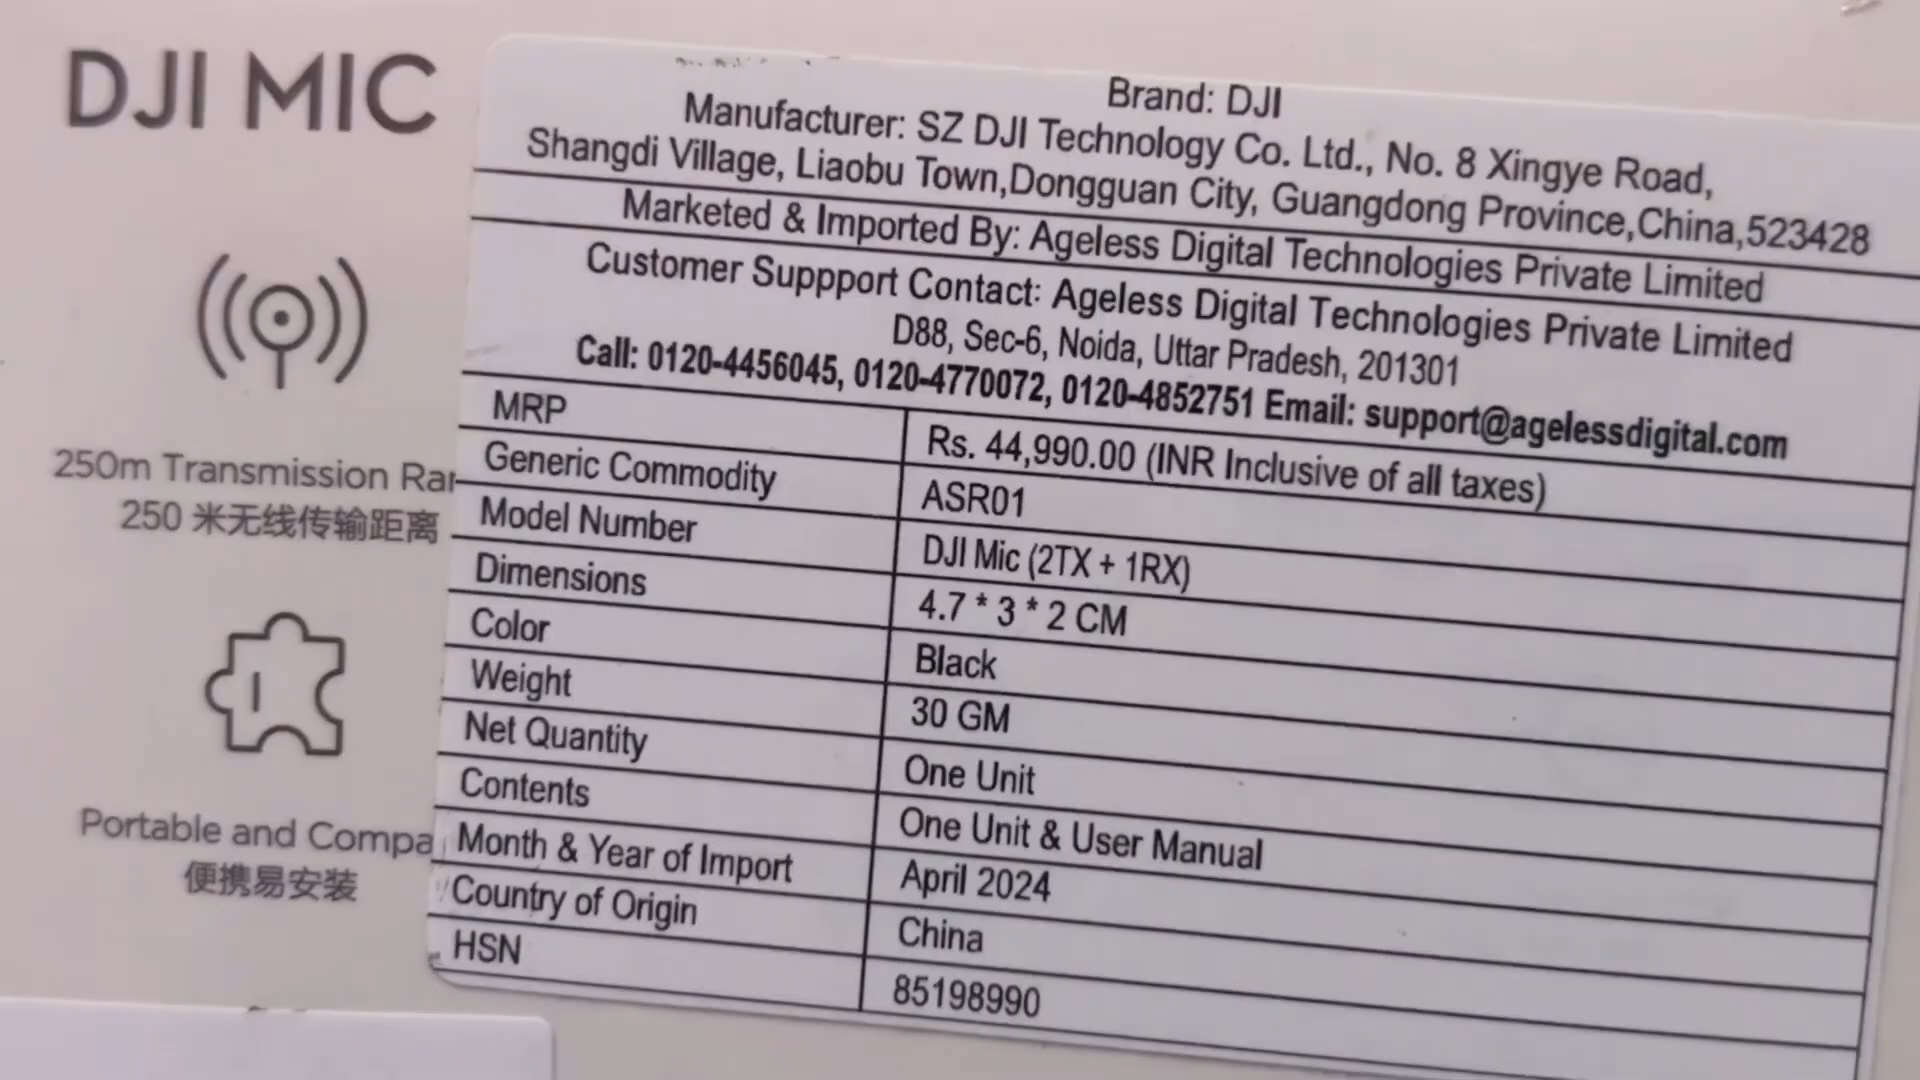 DJI MIC
250m Transmission Ran
250 米无线传输距离
Portable and Compa
便携易安装
Brand: DJI
Manufacturer: SZ DJI Technology Co. Ltd., No. 8 Xingye Road,
Shangdi Village, Liaobu Town,Dongguan City, Guangdong Province,China,523428
Marketed & Imported By: Ageless Digital Technologies Private Limited
Customer Suppport Contact: Ageless Digital Technologies Private Limited
D88, Sec-6, Noida, Uttar Pradesh, 201301
Call: 0120-4456045, 0120-4770072, 0120-4852751 Email: support@agelessdigital.com
MRP Rs. 44,990.00 (INR Inclusive of all taxes)
Generic Commodity ASR01
Model Number DJI Mic (2TX + 1RX)
Dimensions 4.7 * 3 * 2 CM
Color Black
Weight 30 GM
Net Quantity One Unit
Contents One Unit & User Manual
Month & Year of Import April 2024
Country of Origin China
HSN 85198990